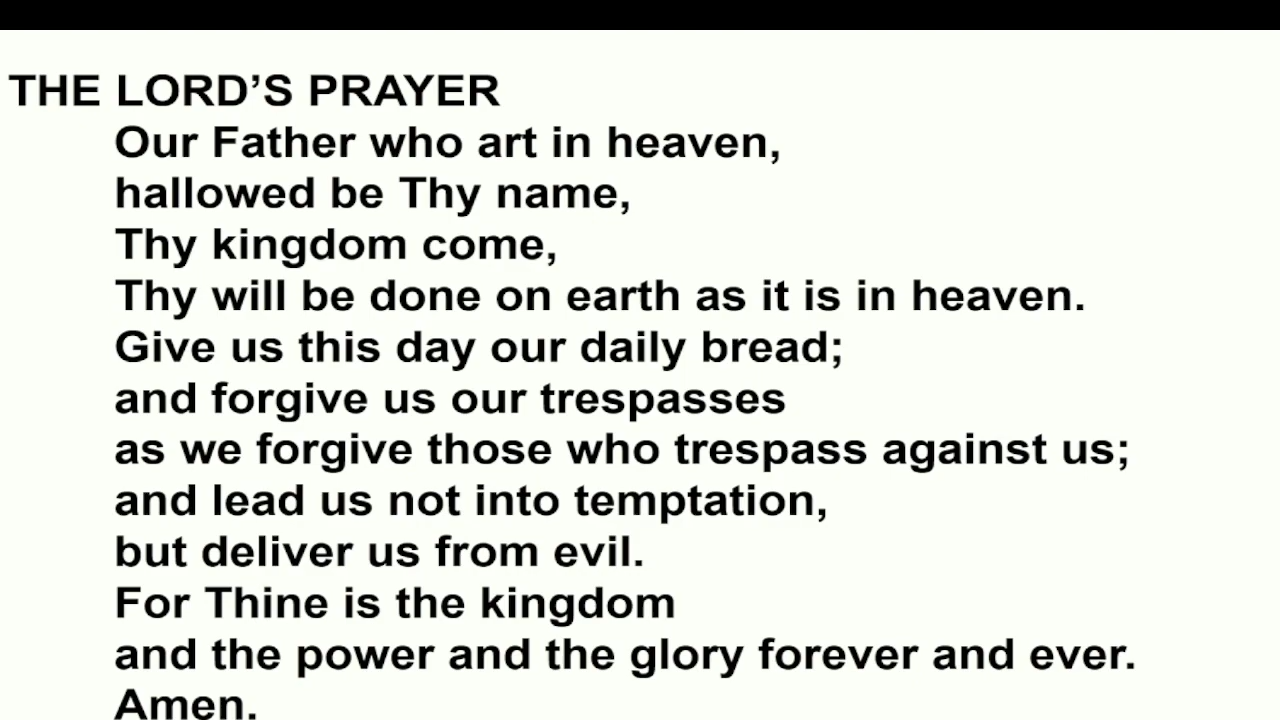 THE LORD’S PRAYER
Our Father who art in heaven,
hallowed be Thy name,
Thy kingdom come,
Thy will be done on earth as it is in heaven.
Give us this day our daily bread;
and forgive us our trespasses
as we forgive those who trespass against us;
and lead us not into temptation,
but deliver us from evil.
For Thine is the kingdom
and the power and the glory forever and ever.
Amen.